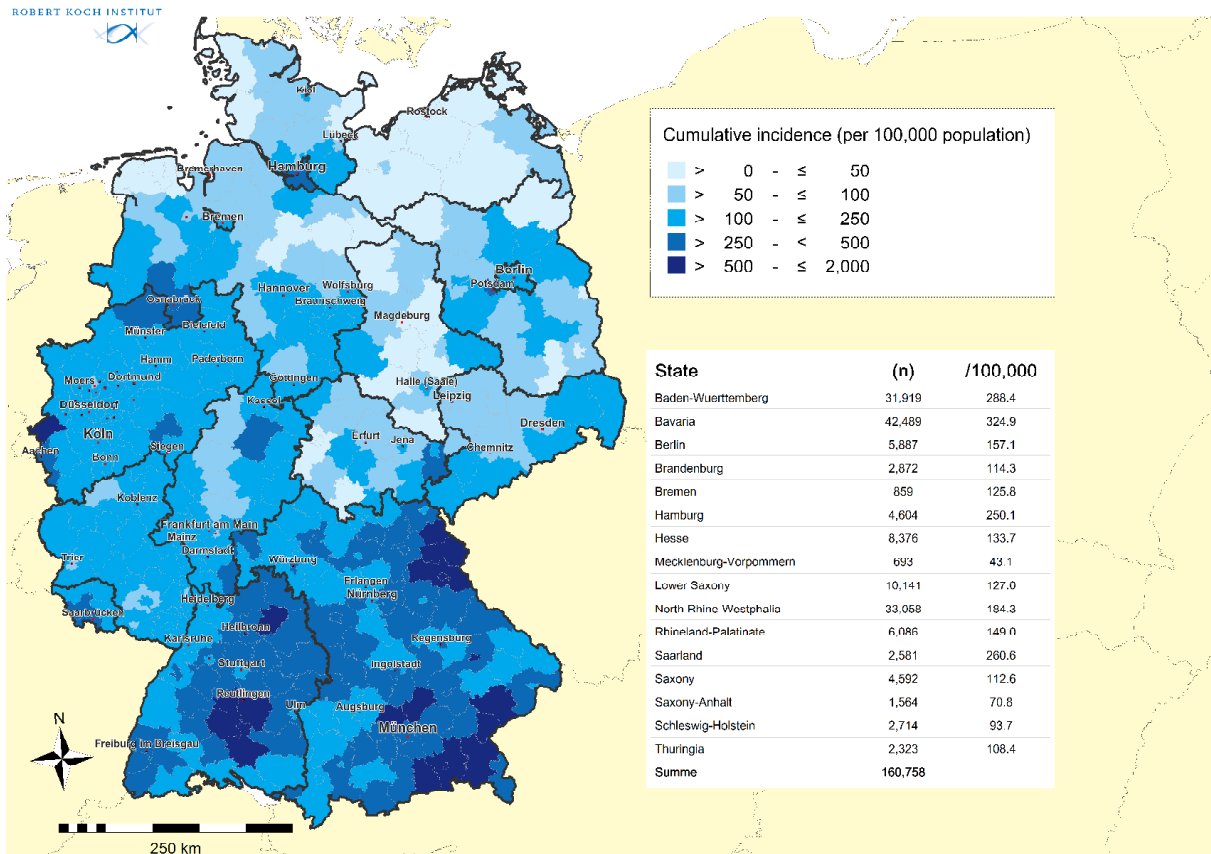 ROBERT KOCH INSTITUT
Kiel
Rostock
Lübeck
Hamburg
Bremerhaven
Bremen
Berlin
Potsdam
Hannover
Wolfsburg
Braunschweig
Osnabrück
Bielefeld
Magdeburg
Münster
Hamm
Paderborn
Moers
Dortmund
Göttingen
Halle (Saale)
Leipzig
Düsseldorf
Kassel
Dresden
Köln
Erfurt
Jena
Chemnitz
Aachen
Siegen
Bonn
Koblenz
Frankfurt am Main
Mainz
Darmstadt
Trier
Würzburg
Erlangen
Nürnberg
Heidelberg
Saarbrücken
Heilbronn
Karlsruhe
Regensburg
Stuttgart
Ingolstadt
Reutlingen
Ulm
Augsburg
München
Freiburg im Breisgau
N
250 km
Cumulative incidence (per 100,000 population)
> 0 - ≤ 50
> 50 - ≤ 100
> 100 - ≤ 250
> 250 - < 500
> 500 - ≤ 2,000
State (n) /100,000
Baden-Wuerttemberg 31,919 288.4
Bavaria 42,489 324.9
Berlin 5,887 157.1
Brandenburg 2,872 114.3
Bremen 859 125.8
Hamburg 4,604 250.1
Hesse 8,376 133.7
Mecklenburg-Vorpommern 693 43.1
Lower Saxony 10,141 127.0
North Rhine-Westphalia 33,058 184.3
Rhineland-Palatinate 6,086 149.0
Saarland 2,581 260.6
Saxony 4,592 112.6
Saxony-Anhalt 1,564 70.8
Schleswig-Holstein 2,714 93.7
Thuringia 2,323 108.4
Summe 160,758